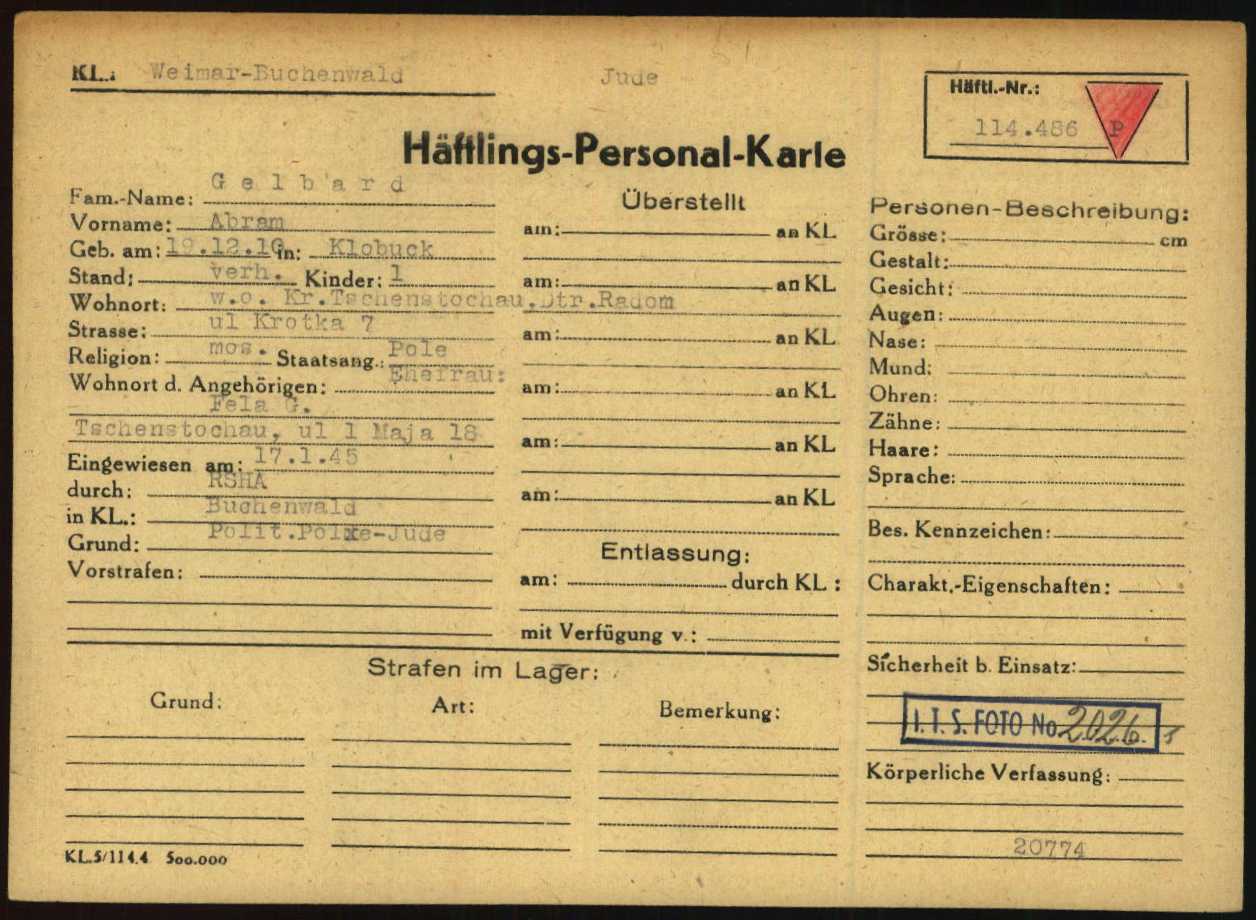 KL.: Weimar-Buchenwald
Jude
Häftl.-Nr.:
114.486 P
Häftlings-Personal-Karte
Fam.-Name: Gelbard
Vorname: Abram
Geb. am: 19.12.10 in: Klobuck
Stand: verh. Kinder: 1
Wohnort: w.o. Kr.Tschenstochau.Dtr.Radom
Strasse: ul Krotka 7
Religion: mos. Staatsang.: Pole
Wohnort d. Angehörigen: Ehefrau:
Fela G.
Tschenstochau, ul 1 Maja 18
Eingewiesen am: 17.1.45
durch: RSHA
in KL.: Buchenwald
Grund: Polit.Pole-Jude
Vorstrafen:
Überstellt
am: an KL
am: an KL
am: an KL
am: an KL
am: an KL
am: an KL
Entlassung:
am: durch KL :
mit Verfügung v.:
Personen-Beschreibung:
Grösse: cm
Gestalt:
Gesicht:
Augen:
Nase:
Mund:
Ohren:
Zähne:
Haare:
Sprache:
Bes. Kennzeichen:
Charakt.-Eigenschaften:
Sicherheit b. Einsatz:
I.T.S. FOTO No 2026
Körperliche Verfassung:
20774
Strafen im Lager:
Grund: Art: Bemerkung:
KL.5/11 4.4 500.000